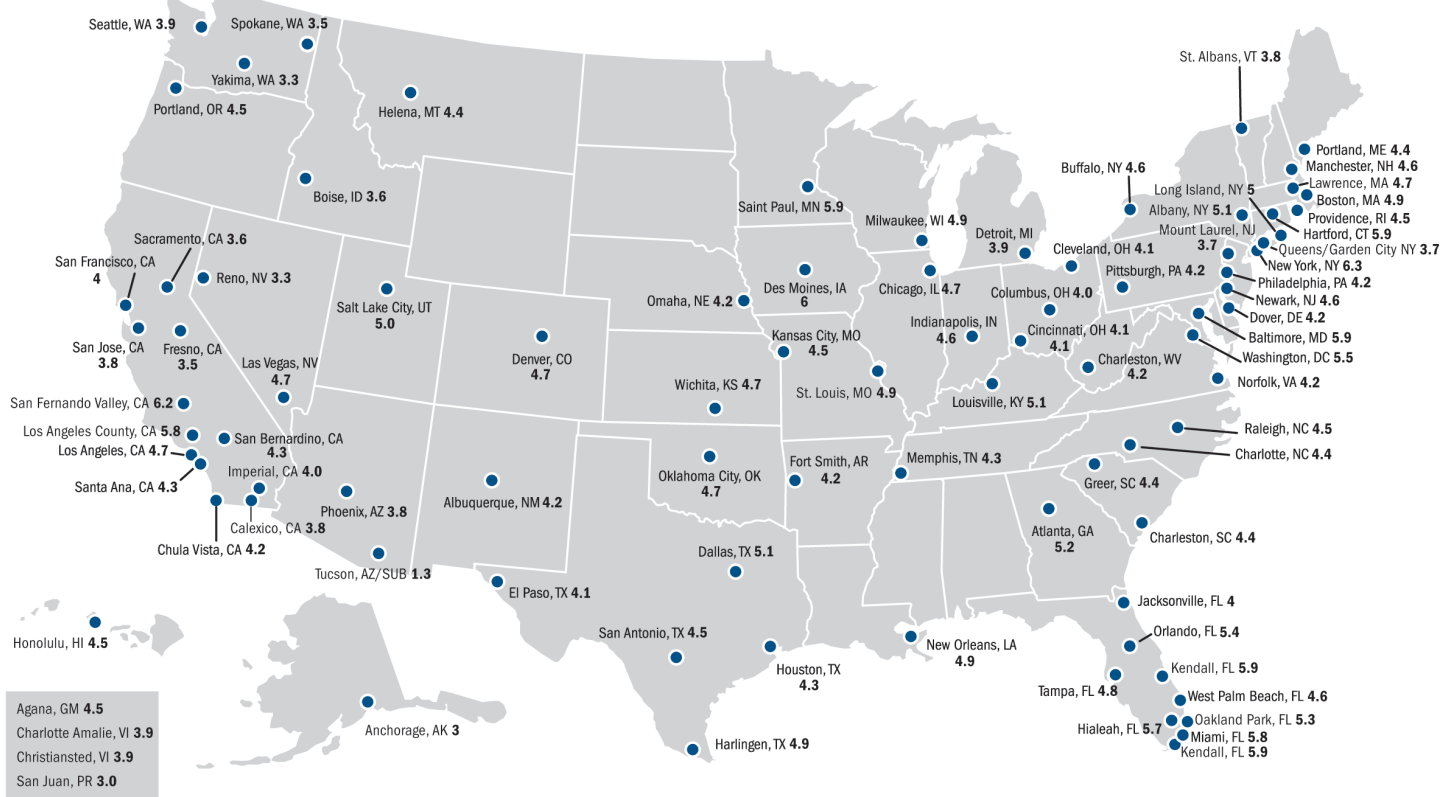 Seattle, WA 3.9
Spokane, WA 3.5
Yakima, WA 3.3
Portland, OR 4.5
Helena, MT 4.4
Boise, ID 3.6
Sacramento, CA 3.6
San Francisco, CA
4
Reno, NV 3.3
Salt Lake City, UT
5.0
San Jose, CA
3.8
Fresno, CA
3.5
Las Vegas, NV
4.7
Denver, CO
4.7
San Fernando Valley, CA 6.2
Los Angeles County, CA 5.8
Los Angeles, CA 4.7
San Bernardino, CA
4.3
Santa Ana, CA 4.3
Imperial, CA 4.0
Calexico, CA 3.8
Chula Vista, CA 4.2
Phoenix, AZ 3.8
Tucson, AZ/SUB 1.3
Albuquerque, NM 4.2
El Paso, TX 4.1
Saint Paul, MN 5.9
Milwaukee, WI 4.9
Detroit, MI
3.9
Omaha, NE 4.2
Des Moines, IA
6
Chicago, IL 4.7
Kansas City, MO
4.5
Wichita, KS 4.7
St. Louis, MO 4.9
Indianapolis, IN
4.6
Columbus, OH 4.0
Cleveland, OH 4.1
Cincinnati, OH 4.1
4.1
Louisville, KY 5.1
Charleston, WV
4.2
Pittsburgh, PA 4.2
Oklahoma City, OK
4.7
Fort Smith, AR
4.2
Memphis, TN 4.3
Dallas, TX 5.1
San Antonio, TX 4.5
Houston, TX
4.3
Harlingen, TX 4.9
New Orleans, LA
4.9
St. Albans, VT 3.8
Buffalo, NY 4.6
Portland, ME 4.4
Manchester, NH 4.6
Lawrence, MA 4.7
Long Island, NY 5
Boston, MA 4.9
Albany, NY 5.1
Providence, RI 4.5
Mount Laurel, NJ
3.7
Hartford, CT 5.9
Queens/Garden City NY 3.7
New York, NY 6.3
Philadelphia, PA 4.2
Newark, NJ 4.6
Dover, DE 4.2
Baltimore, MD 5.9
Washington, DC 5.5
Norfolk, VA 4.2
Raleigh, NC 4.5
Charlotte, NC 4.4
Greer, SC 4.4
Atlanta, GA
5.2
Charleston, SC 4.4
Jacksonville, FL 4
Orlando, FL 5.4
Kendall, FL 5.9
Tampa, FL 4.8
West Palm Beach, FL 4.6
Oakland Park, FL 5.3
Hialeah, FL 5.7
Miami, FL 5.8
Kendall, FL 5.9
Honolulu, HI 4.5
Anchorage, AK 3
Agana, GM 4.5
Charlotte Amalie, VI 3.9
Christiansted, VI 3.9
San Juan, PR 3.0